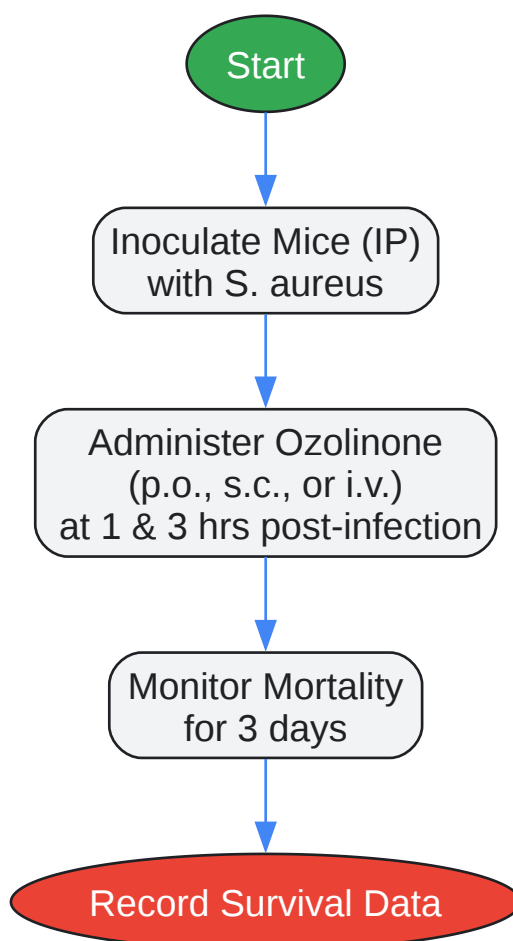 Start
Inoculate Mice (IP)
with S. aureus
Administer Ozolinone
(p.o., s.c., or i.v.)
at 1 & 3 hrs post-infection
Monitor Mortality
for 3 days
Record Survival Data